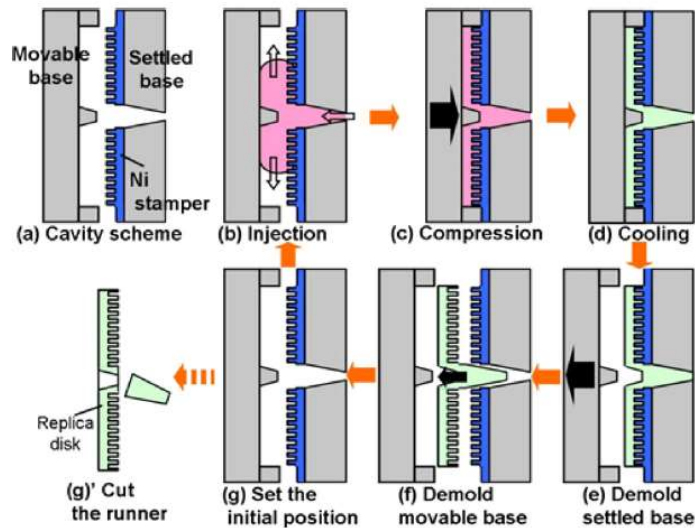 Movable
base
Settled
base
Ni
stamper
(a) Cavity scheme
(b) Injection
(c) Compression
(d) Cooling
Replica
disk
(g)' Cut
the runner
(g) Set the
initial position
(f) Demold
movable base
(e) Demold
settled base